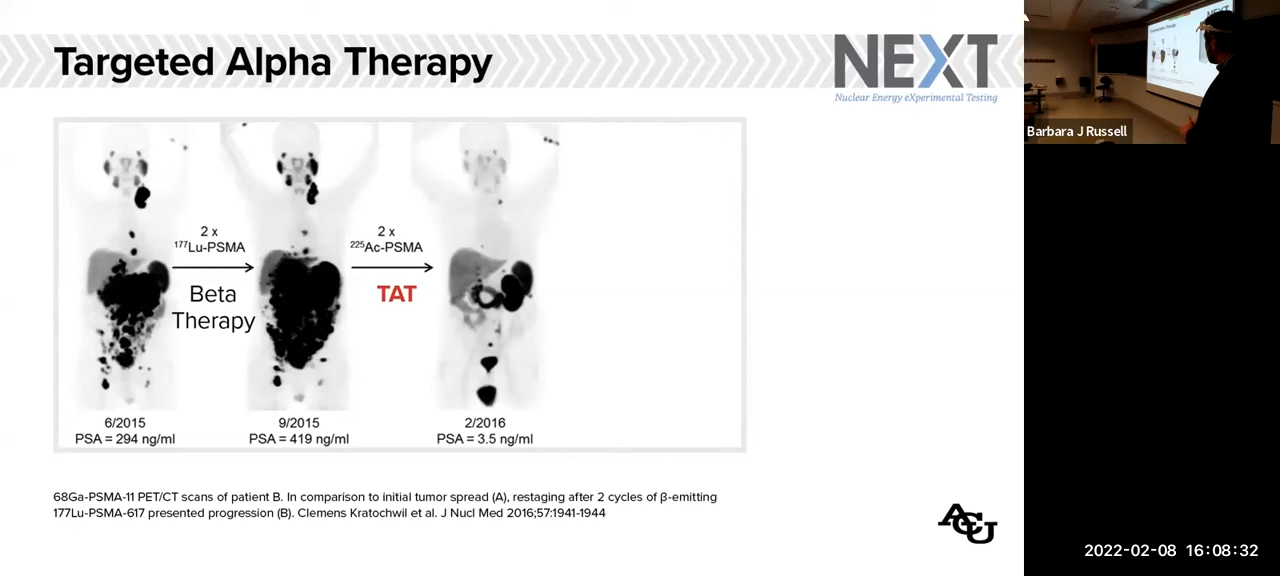 Targeted Alpha Therapy
NEXT
Nuclear Energy eXperimental Testing
2 x
177Lu-PSMA
Beta
Therapy
2 x
225Ac-PSMA
TAT
6/2015
PSA = 294 ng/ml
9/2015
PSA = 419 ng/ml
2/2016
PSA = 3.5 ng/ml
68Ga-PSMA-11 PET/CT scans of patient B. In comparison to initial tumor spread (A), restaging after 2 cycles of β-emitting
177Lu-PSMA-617 presented progression (B). Clemens Kratochwil et al. J Nucl Med 2016;57:1941-1944
ACU
Barbara J Russell
2022-02-08 16:08:32